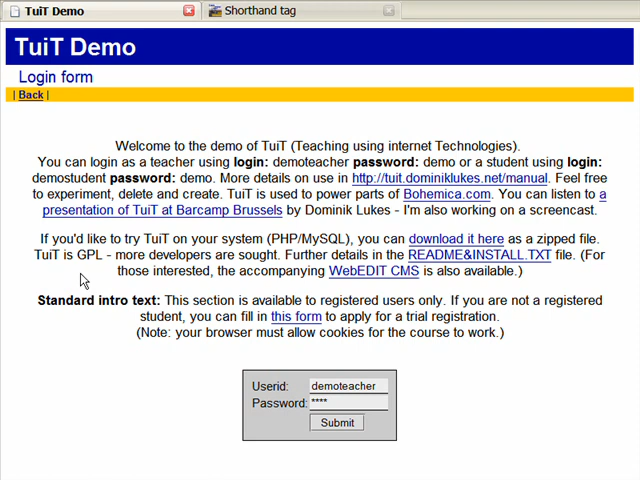 TuiT Demo
Shorthand tag
TuiT Demo
Login form
| Back |
Welcome to the demo of TuiT (Teaching using internet Technologies).
You can login as a teacher using login: demoteacher password: demo or a student using login:
demostudent password: demo. More details on use in http://tuit.dominiklukes.net/manual. Feel free
to experiment, delete and create. TuiT is used to power parts of Bohemica.com. You can listen to a
presentation of TuiT at Barcamp Brussels by Dominik Lukes - I'm also working on a screencast.
If you'd like to try TuiT on your system (PHP/MySQL), you can download it here as a zipped file.
TuiT is GPL - more developers are sought. Further details in the README&INSTALL.TXT file. (For
those interested, the accompanying WebEDIT CMS is also available.)
Standard intro text: This section is available to registered users only. If you are not a registered
student, you can fill in this form to apply for a trial registration.
(Note: your browser must allow cookies for the course to work.)
Userid: demoteacher
Password: ****
Submit